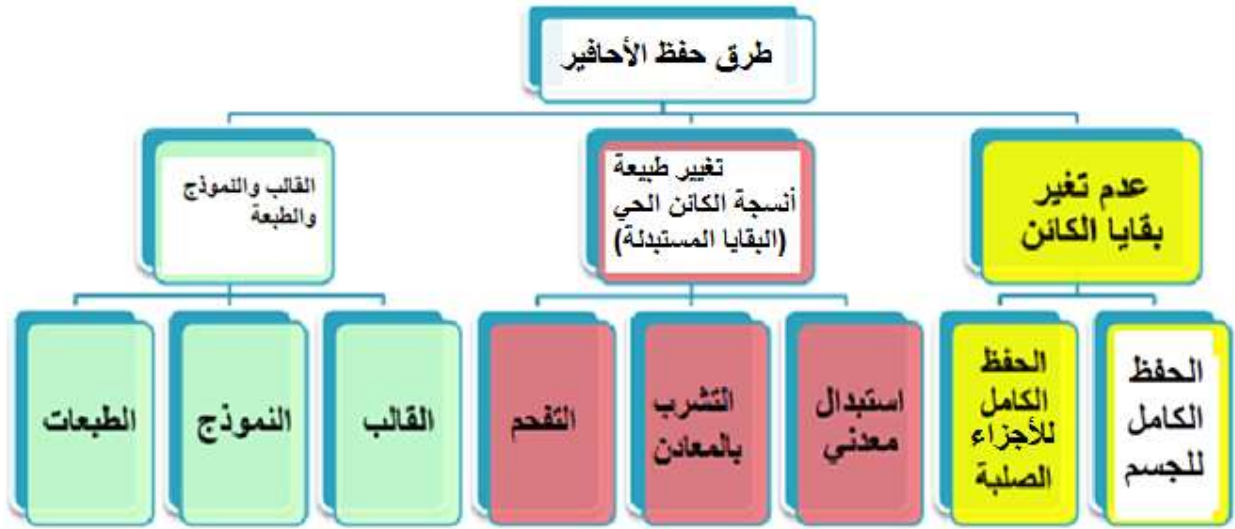 طرق حفظ الأحافير
عدم تغير
بقايا الكائن
تغيير طبيعة
أنسجة الكائن الحي
(البقايا المستبدلة)
القالب والنموذج
والطبعة
الحفظ
الكامل
للجسم
الحفظ
الكامل
للأجزاء
الصلبة
استبدال
معدني
التشرب
بالمعادن
التفحم
القالب
النموذج
الطبعات